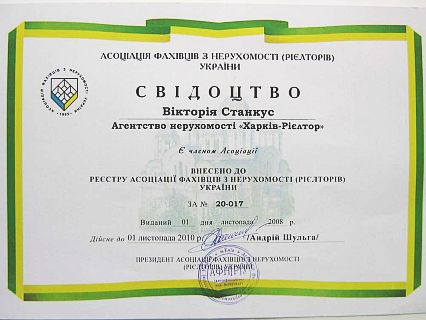 АСОЦІАЦІЯ ФАХІВЦІВ З НЕРУХОМОСТІ (РІЄЛТОРІВ)
УКРАЇНИ
СВІДОЦТВО
Вікторія Станкус
Агентство нерухомості «Харків-Рієлтор»
Є членом Асоціації
ВНЕСЕНО ДО
РЕЄСТРУ АСОЦІАЦІЇ ФАХІВЦІВ З НЕРУХОМОСТІ (РІЄЛТОРІВ)
УКРАЇНИ
ЗА № 20-017
Виданий 01 дня листопада 2008 р.
Дійсне до 01 листопада 2010 р. /Андрій Шульга/
ПРЕЗИДЕНТ АСОЦІАЦІЇ ФАХІВЦІВ З НЕРУХОМОСТІ
(РІЄЛТОРІВ) УКРАЇНИ